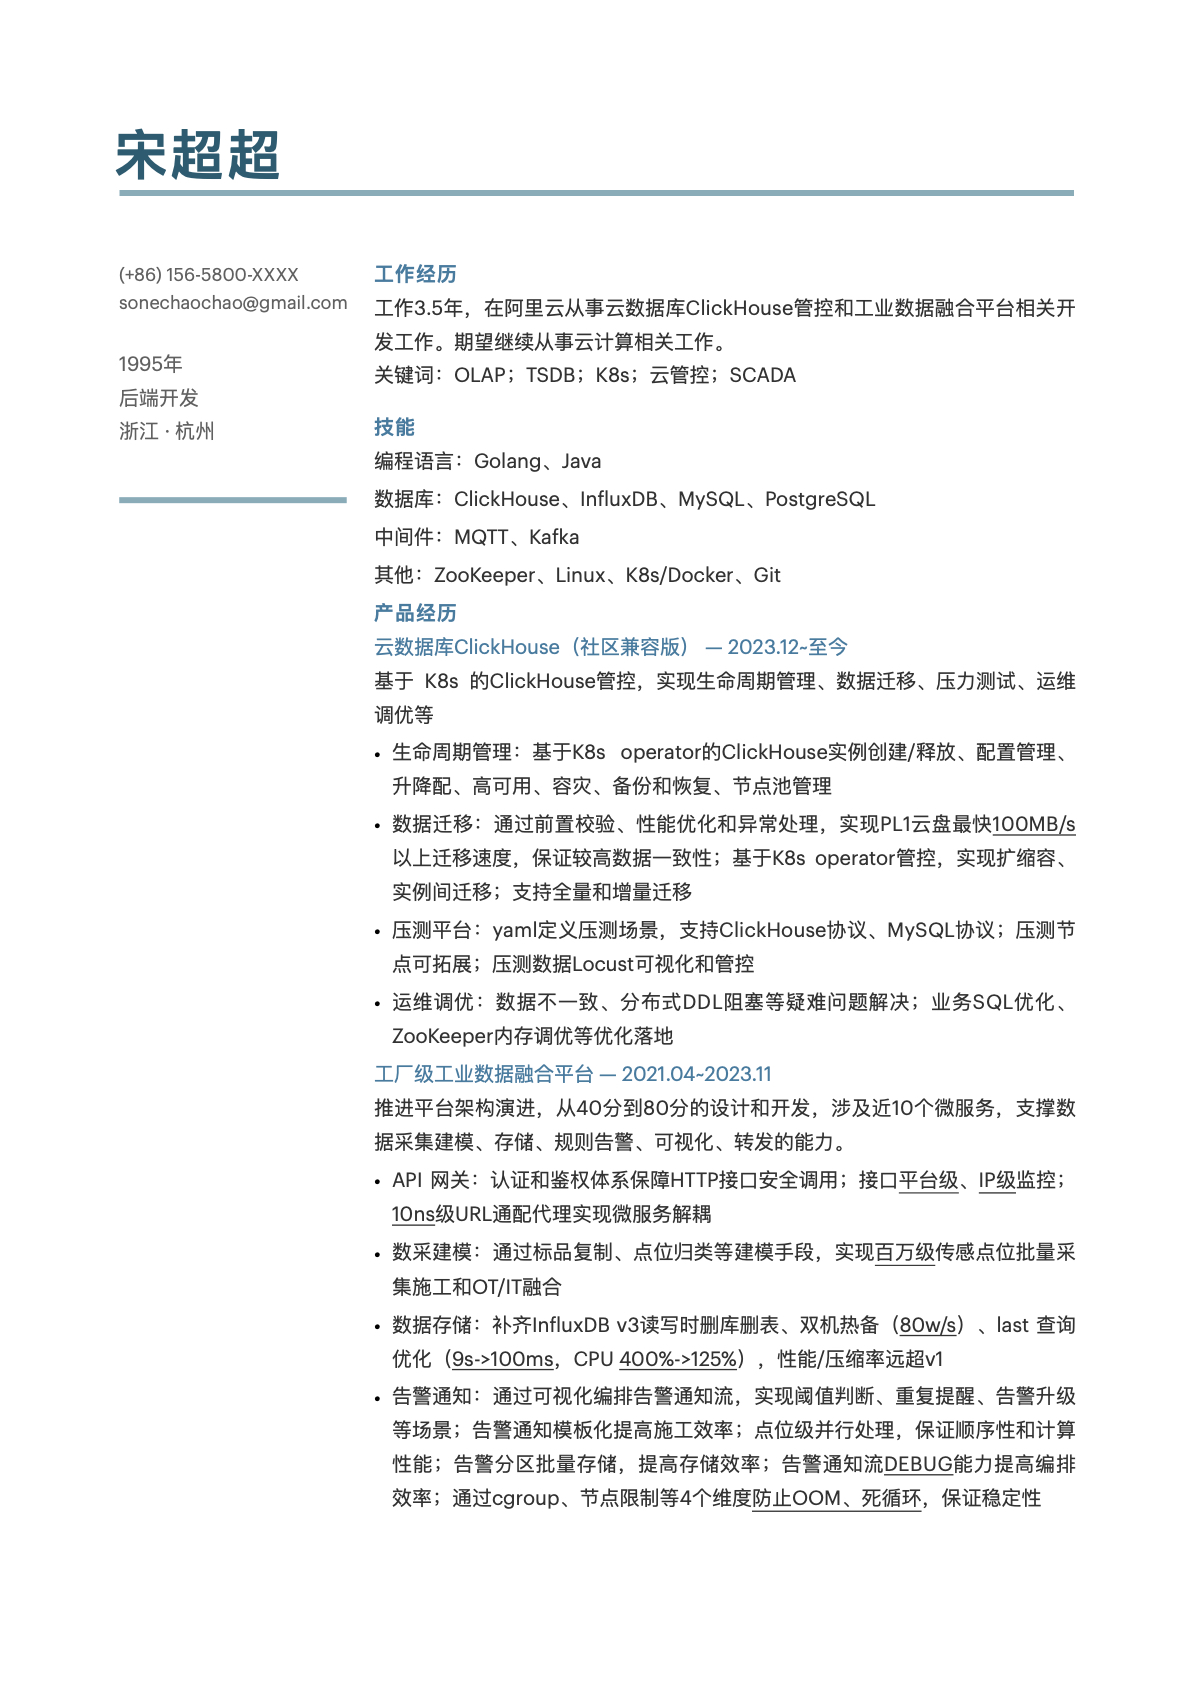 宋超超
(+86) 156-5800-XXXX
sonechaochao@gmail.com
1995年
后端开发
浙江 · 杭州
工作经历
工作3.5年，在阿里云从事云数据库ClickHouse管控和工业数据融合平台相关开
发工作。期望继续从事云计算相关工作。
关键词：OLAP；TSDB；K8s；云管控；SCADA
技能
编程语言：Golang、Java
数据库：ClickHouse、InfluxDB、MySQL、PostgreSQL
中间件：MQTT、Kafka
其他：ZooKeeper、Linux、K8s/Docker、Git
产品经历
云数据库ClickHouse（社区兼容版） — 2023.12~至今
基于 K8s 的ClickHouse管控，实现生命周期管理、数据迁移、压力测试、运维
调优等
• 生命周期管理：基于K8s operator的ClickHouse实例创建/释放、配置管理、
升降配、高可用、容灾、备份和恢复、节点池管理
• 数据迁移：通过前置校验、性能优化和异常处理，实现PL1云盘最快100MB/s
以上迁移速度，保证较高数据一致性；基于K8s operator管控，实现扩缩容、
实例间迁移；支持全量和增量迁移
• 压测平台：yaml定义压测场景，支持ClickHouse协议、MySQL协议；压测节
点可拓展；压测数据Locust可视化和管控
• 运维调优：数据不一致、分布式DDL阻塞等疑难问题解决；业务SQL优化、
ZooKeeper内存调优等优化落地
工厂级工业数据融合平台 — 2021.04~2023.11
推进平台架构演进，从40分到80分的设计和开发，涉及近10个微服务，支撑数
据采集建模、存储、规则告警、可视化、转发的能力。
• API 网关：认证和鉴权体系保障HTTP接口安全调用；接口平台级、IP级监控；
10ns级URL通配代理实现微服务解耦
• 数采建模：通过标品复制、点位归类等建模手段，实现百万级传感点位批量采
集施工和OT/IT融合
• 数据存储：补齐InfluxDB v3读写时删库删表、双机热备（80w/s）、last 查询
优化（9s->100ms，CPU 400%->125%），性能/压缩率远超v1
• 告警通知：通过可视化编排告警通知流，实现阈值判断、重复提醒、告警升级
等场景；告警通知模板化提高施工效率；点位级并行处理，保证顺序性和计算
性能；告警分区批量存储，提高存储效率；告警通知流DEBUG能力提高编排
效率；通过cgroup、节点限制等4个维度防止OOM、死循环，保证稳定性